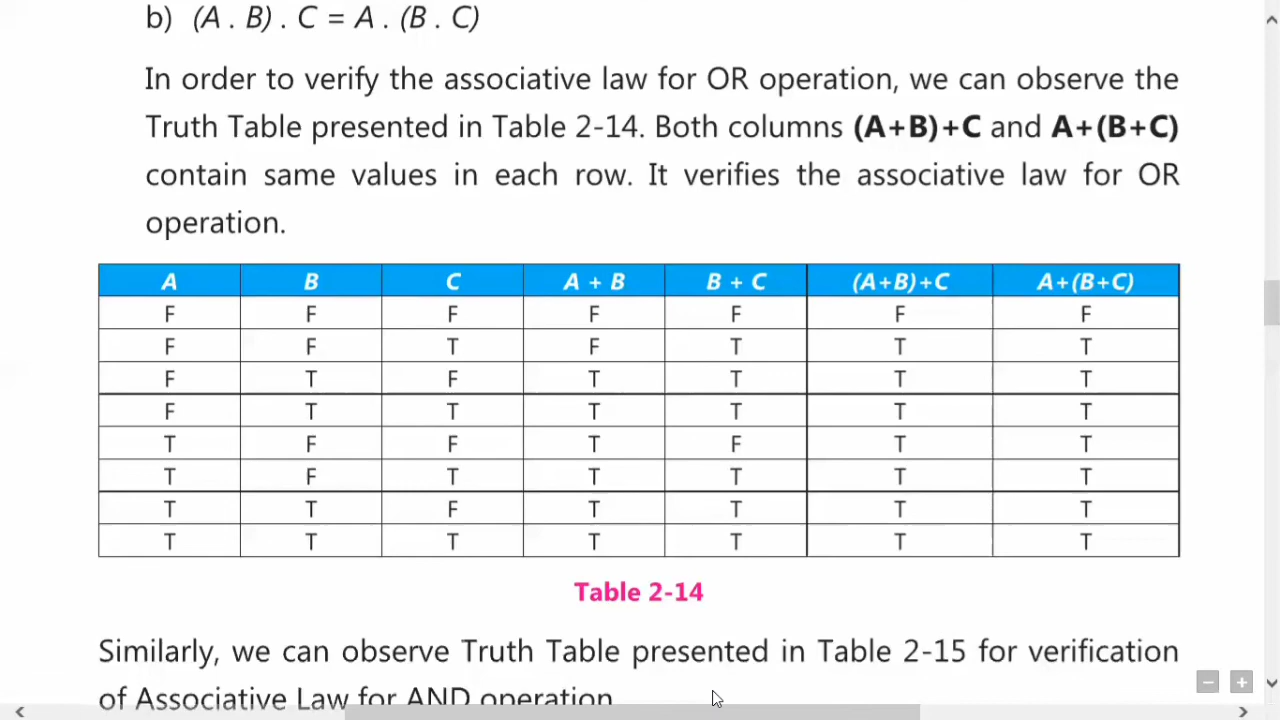 b) (A . B) . C = A . (B . C)
In order to verify the associative law for OR operation, we can observe the
Truth Table presented in Table 2-14. Both columns (A+B)+C and A+(B+C)
contain same values in each row. It verifies the associative law for OR
operation.
A B C A + B B + C (A+B)+C A+(B+C)
F F F F F F F
F F T F T T T
F T F T T T T
F T T T T T T
T F F T F T T
T F T T T T T
T T F T T T T
T T T T T T T
Table 2-14
Similarly, we can observe Truth Table presented in Table 2-15 for verification
of Associative Law for AND operation.